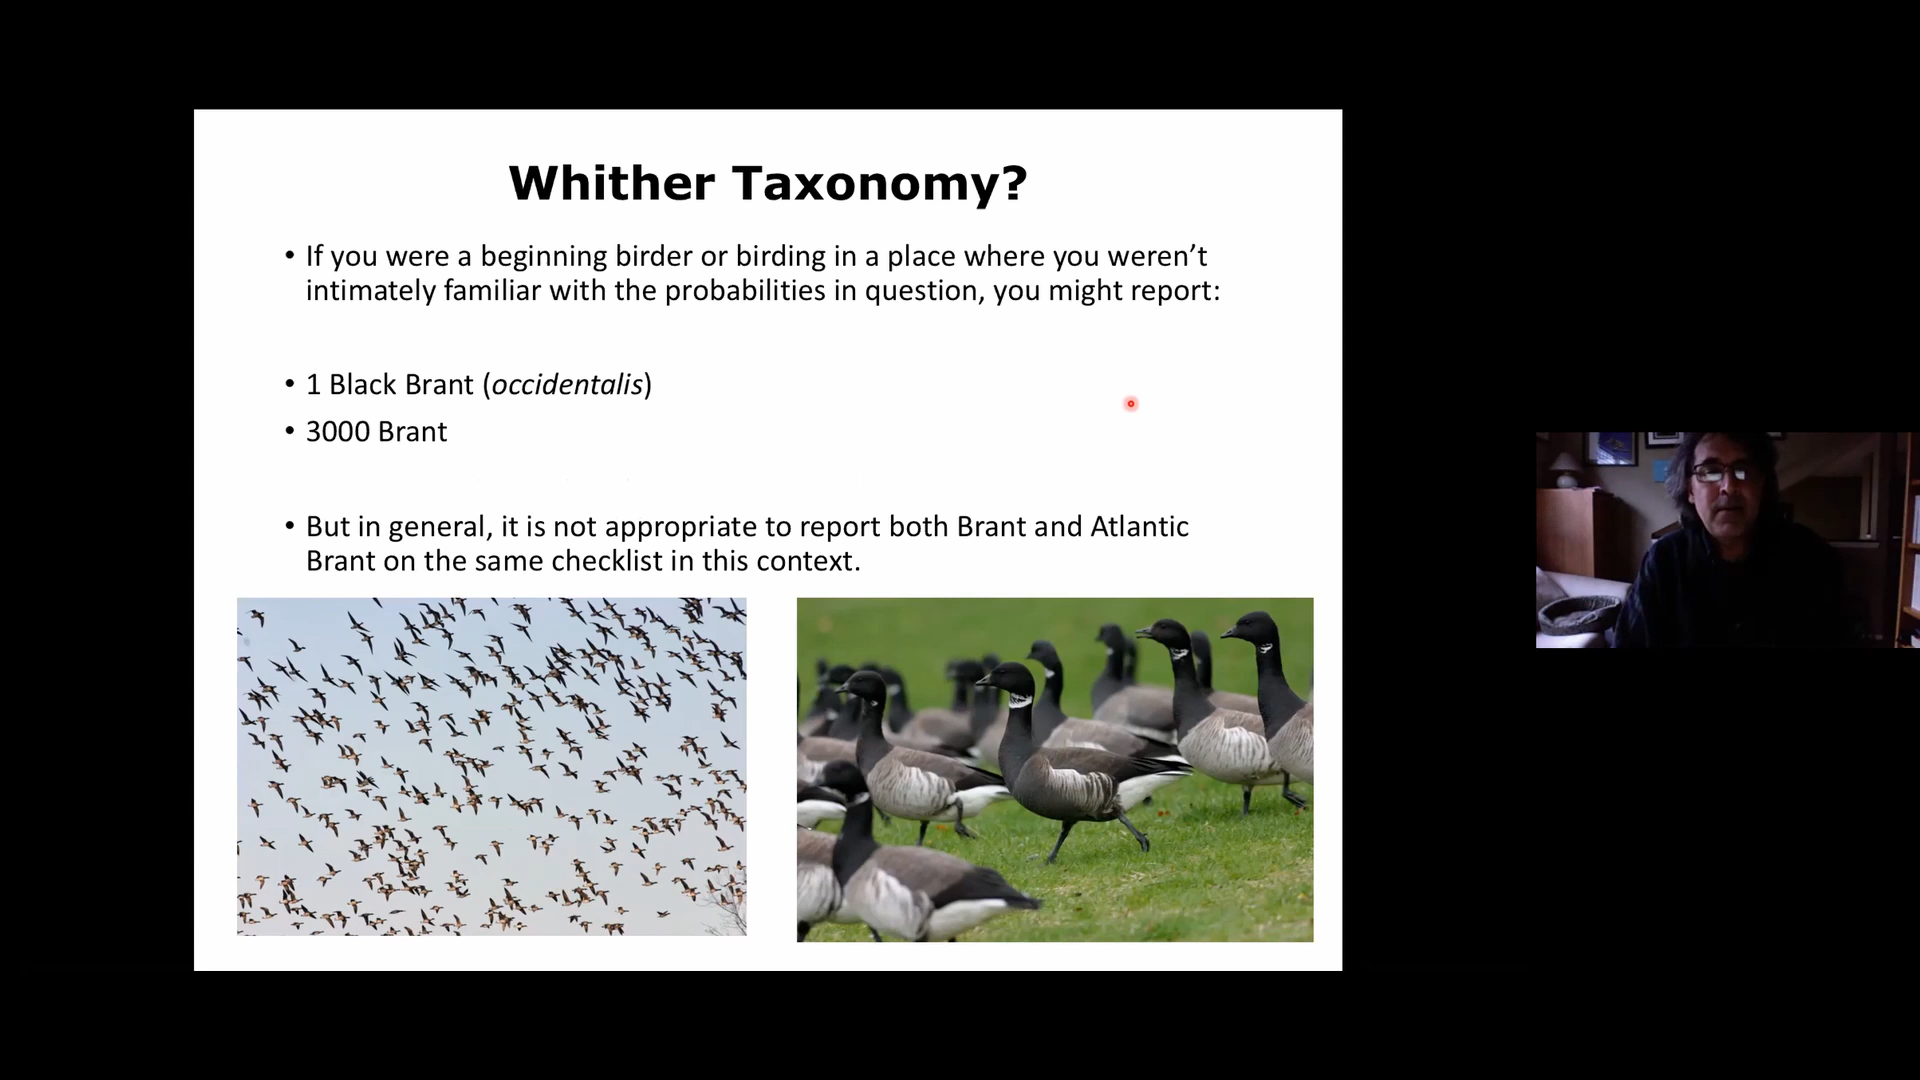 Whither Taxonomy?
• If you were a beginning birder or birding in a place where you weren’t
intimately familiar with the probabilities in question, you might report:
• 1 Black Brant (occidentalis)
• 3000 Brant
• But in general, it is not appropriate to report both Brant and Atlantic
Brant on the same checklist in this context.